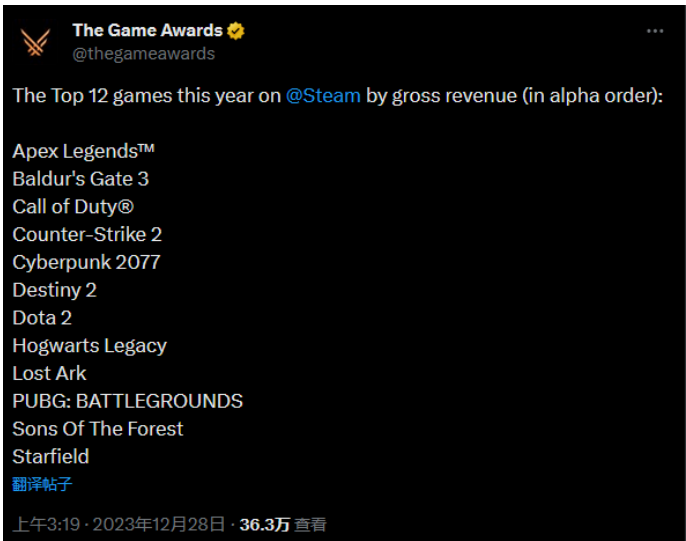 The Game Awards
@thegameawards
The Top 12 games this year on @Steam by gross revenue (in alpha order):
Apex Legends™
Baldur's Gate 3
Call of Duty®
Counter-Strike 2
Cyberpunk 2077
Destiny 2
Dota 2
Hogwarts Legacy
Lost Ark
PUBG: BATTLEGROUNDS
Sons Of The Forest
Starfield
翻译帖子
上午3:19 · 2023年12月28日 · 36.3万 查看